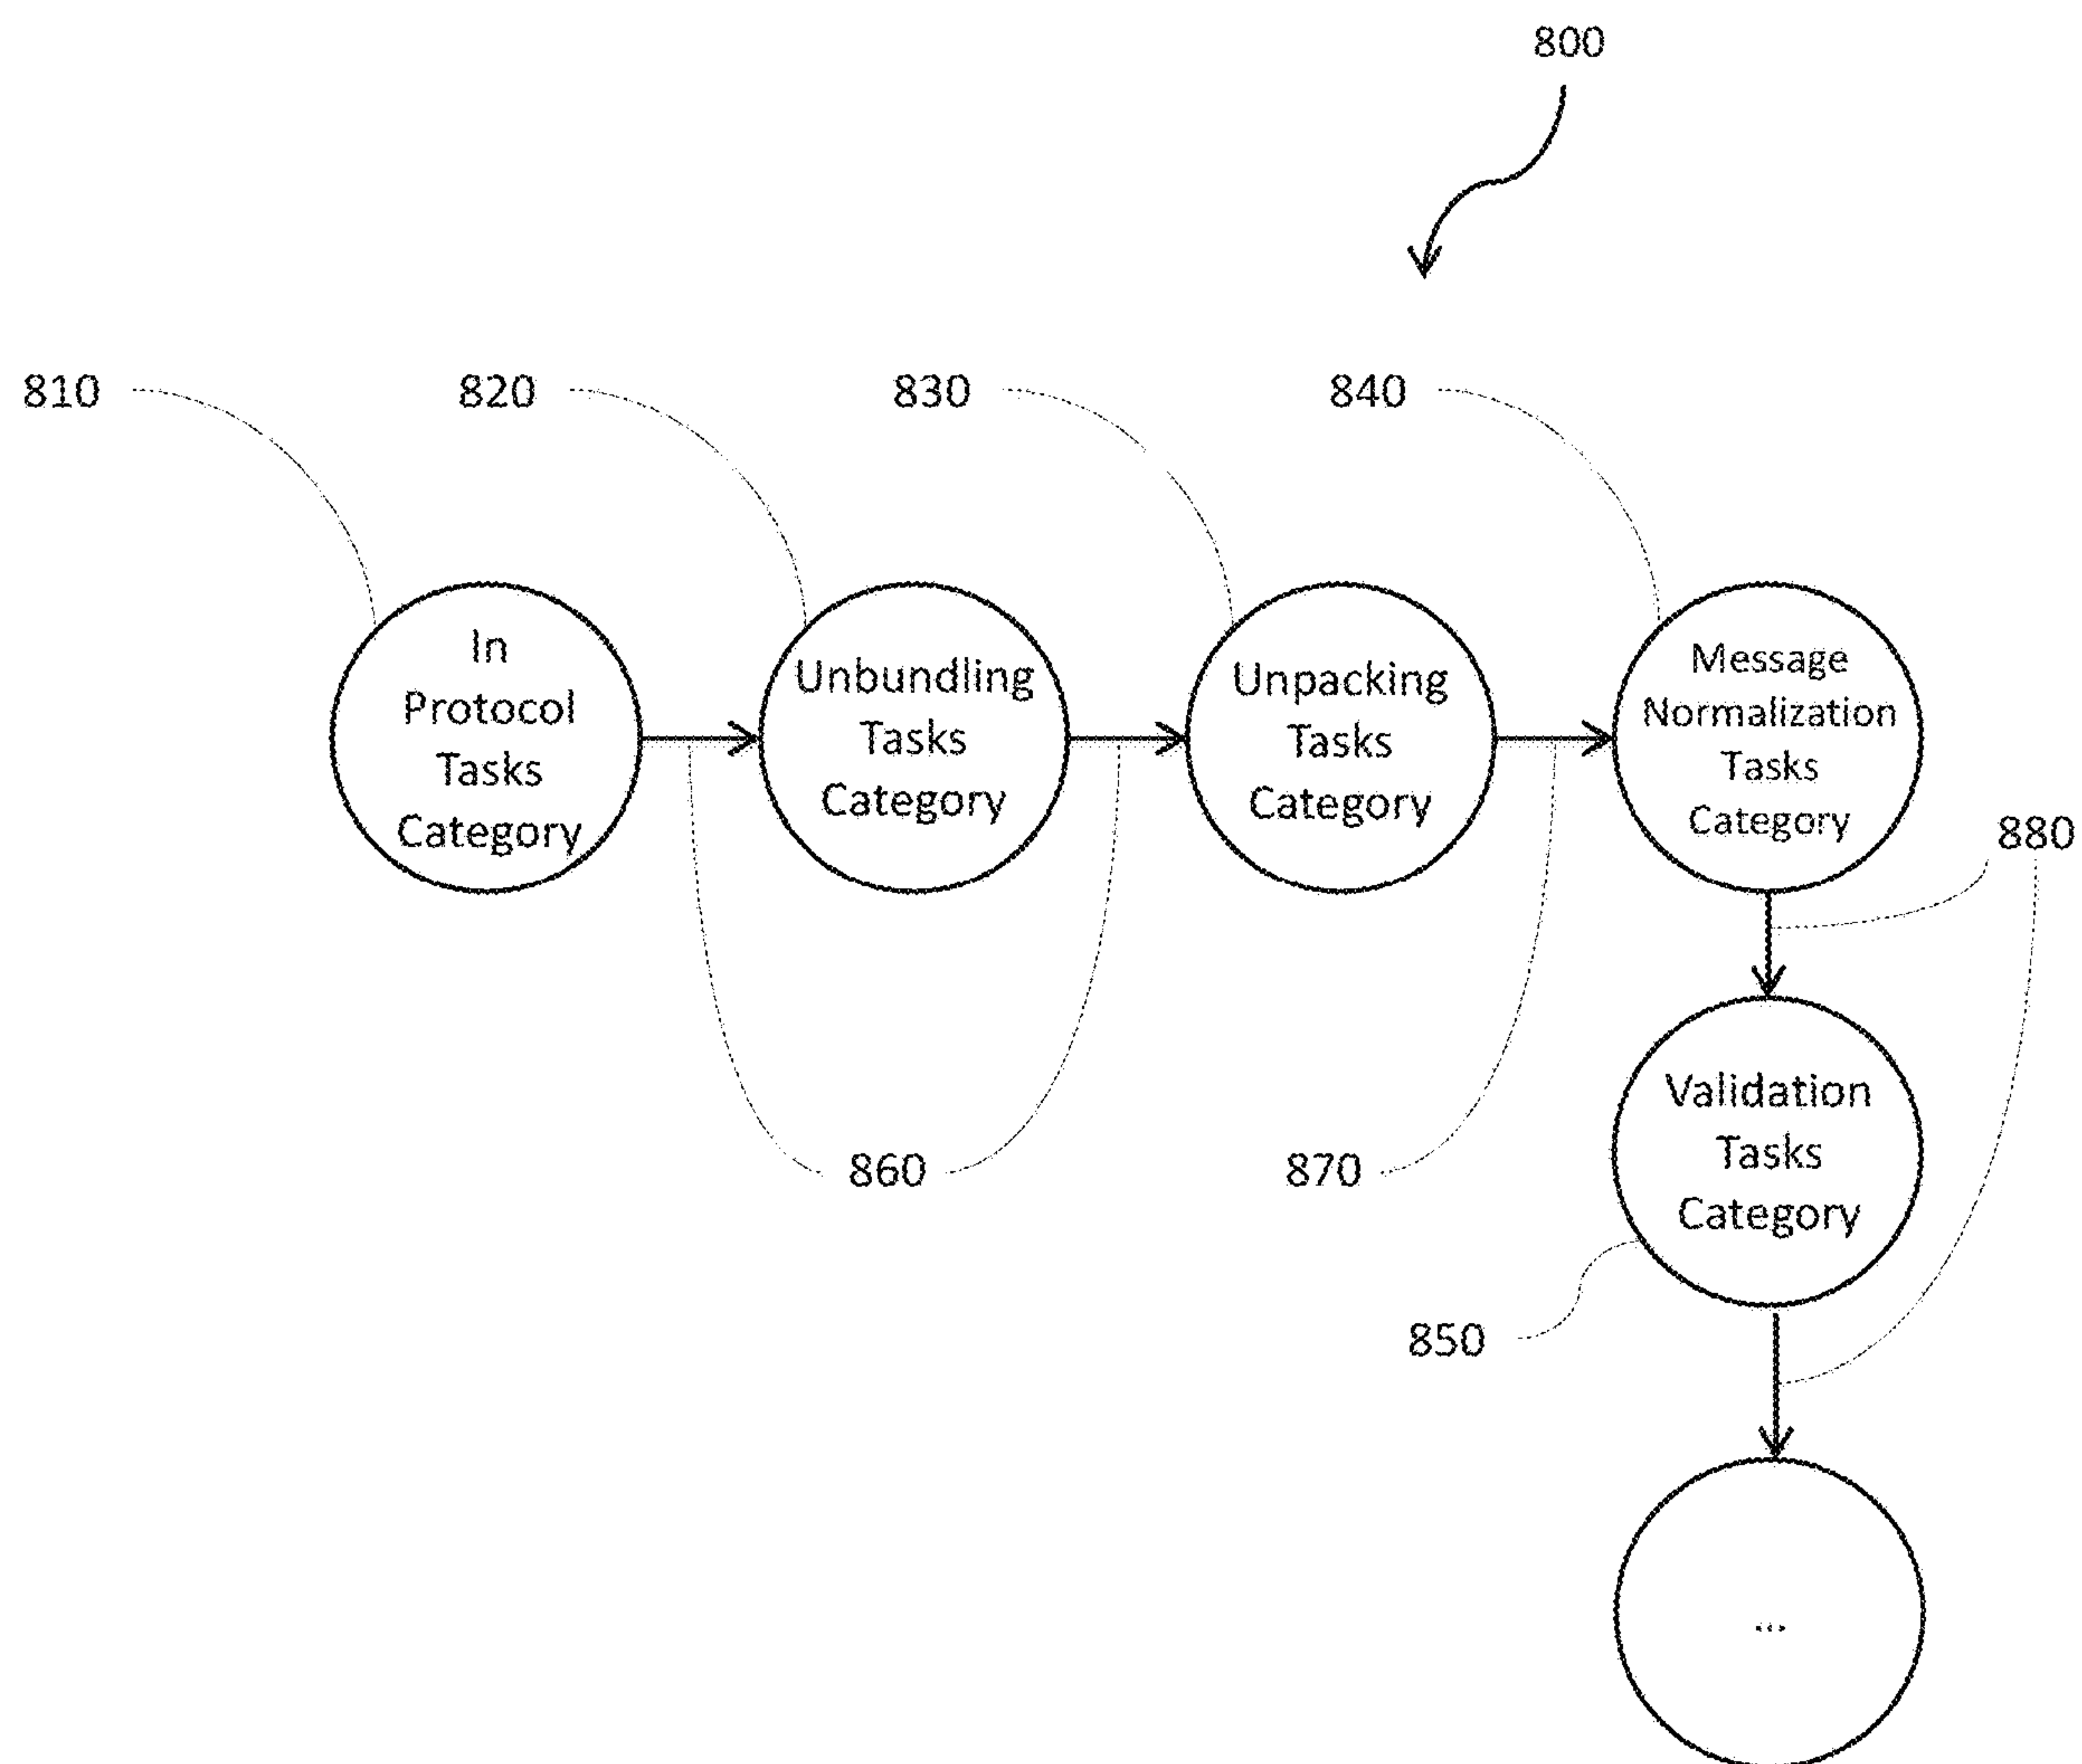 800
810
820
830
840
In
Protocol
Tasks
Category
Unbundling
Tasks
Category
Unpacking
Tasks
Category
Message
Normalization
Tasks
Category
880
860
870
Validation
Tasks
Category
850
...